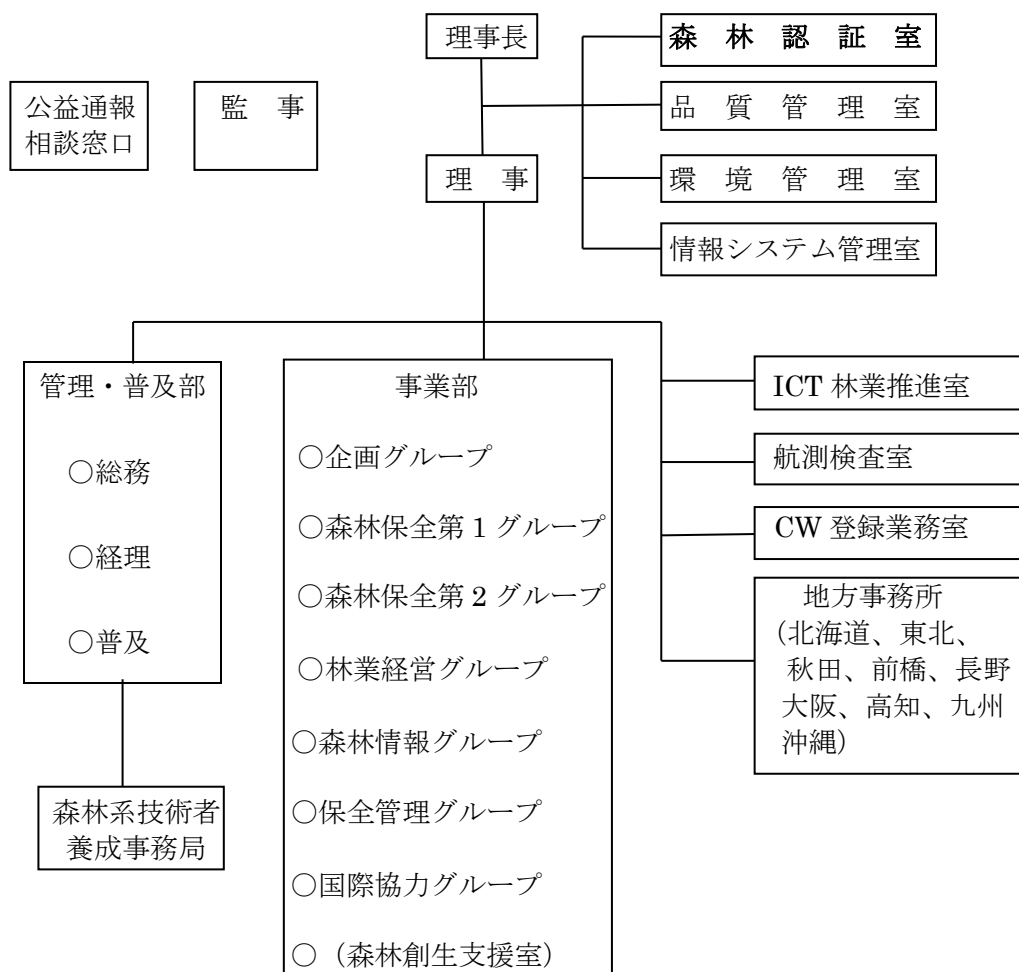 理事長
森林認証室
公益通報
相談窓口
監　事
品質管理室
理　事
環境管理室
情報システム管理室
管理・普及部
○総務
○経理
○普及
森林系技術者
養成事務局
事業部
○企画グループ
○森林保全第1グループ
○森林保全第2グループ
○林業経営グループ
○森林情報グループ
○保全管理グループ
○国際協力グループ
○（森林創生支援室）
ICT 林業推進室
航測検査室
CW 登録業務室
地方事務所
(北海道、東北、
秋田、前橋、長野
大阪、高知、九州
沖縄)